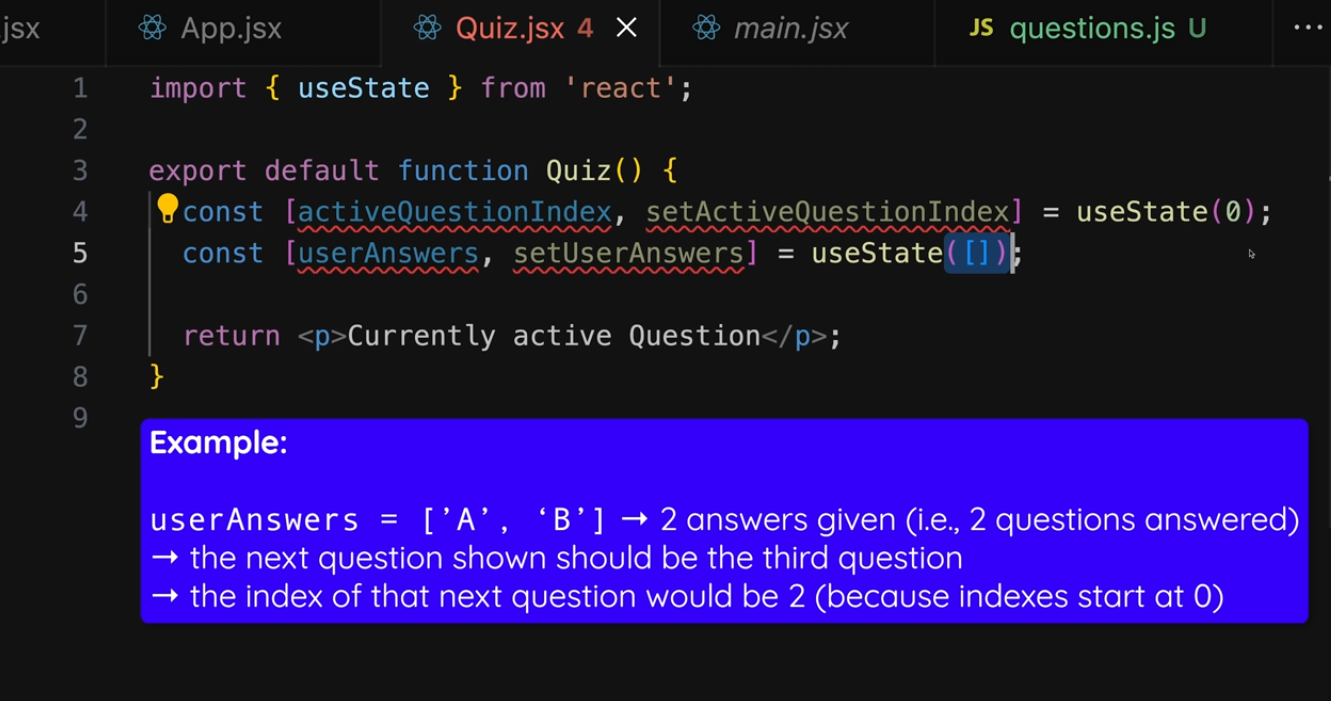 .jsx App.jsx Quiz.jsx 4 main.jsx JS questions.js U ...
1 import { useState } from 'react';
2
3 export default function Quiz() {
4 const [activeQuestionIndex, setActiveQuestionIndex] = useState(0);
5 const [userAnswers, setUserAnswers] = useState([]);
6
7 return <p>Currently active Question</p>;
8 }
9
Example:
userAnswers = [’A’, ‘B’] → 2 answers given (i.e., 2 questions answered)
→ the next question shown should be the third question
→ the index of that next question would be 2 (because indexes start at 0)